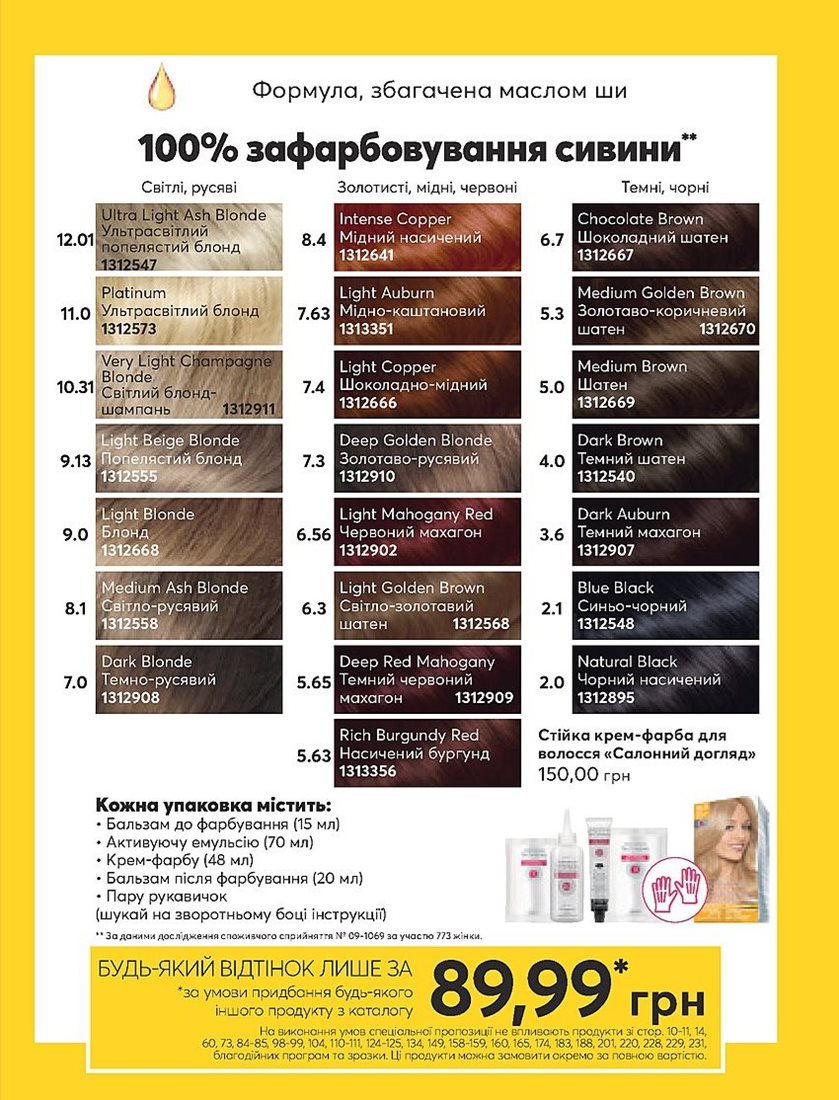 Формула, збагачена маслом ши
100% зафарбовування сивини**
Світлі, русяві
12.01
Ultra Light Ash Blonde
Ультрасвітлий
попелястий блонд
1312547
11.0
Platinum
Ультрасвітлий блонд
1312573
10.31
Very Light Champagne
Blonde
Світлий блонд-
шампань 1312911
9.13
Light Beige Blonde
Попелястий блонд
1312555
9.0
Light Blonde
Блонд
1312668
8.1
Medium Ash Blonde
Світло-русявий
1312558
7.0
Dark Blonde
Темно-русявий
1312908
Золотисті, мідні, червоні
8.4
Intense Copper
Мідний насичений
1312641
7.63
Light Auburn
Мідно-каштановий
1313351
7.4
Light Copper
Шоколадно-мідний
1312666
7.3
Deep Golden Blonde
Золотаво-русявий
1312910
6.56
Light Mahogany Red
Червоний махагон
1312902
6.3
Light Golden Brown
Світло-золотавий
шатен 1312568
5.65
Deep Red Mahogany
Темний червоний
махагон 1312909
5.63
Rich Burgundy Red
Насичений бургунд
1313356
Темні, чорні
6.7
Chocolate Brown
Шоколадний шатен
1312667
5.3
Medium Golden Brown
Золотаво-коричневий
шатен 1312670
5.0
Medium Brown
Шатен
1312669
4.0
Dark Brown
Темний шатен
1312540
3.6
Dark Auburn
Темний махагон
1312907
2.1
Blue Black
Синьо-чорний
1312548
2.0
Natural Black
Чорний насичений
1312895
Стійка крем-фарба для
волосся «Салонний догляд»
150,00 грн
Кожна упаковка містить:
• Бальзам до фарбування (15 мл)
• Активуючу емульсію (70 мл)
• Крем-фарбу (48 мл)
• Бальзам після фарбування (20 мл)
• Пару рукавичок
(шукай на зворотньому боці інструкції)
** За даними дослідження споживчого сприйняття № 09-1069 за участю 773 жінки.
БУДЬ-ЯКИЙ ВІДТІНОК ЛИШЕ ЗА
*за умови придбання будь-якого
іншого продукту з каталогу
89,99* грн
На виконання умов спеціальної пропозиції не впливають продукти зі стор. 10-11, 14,
60, 73, 84-85, 98-99, 104, 110-111, 124-125, 134, 149, 158-159, 160, 165, 174, 183, 188, 201, 220, 228, 229, 231,
благодійних програм та зразки. Ці продукти можна замовити окремо за повною вартістю.